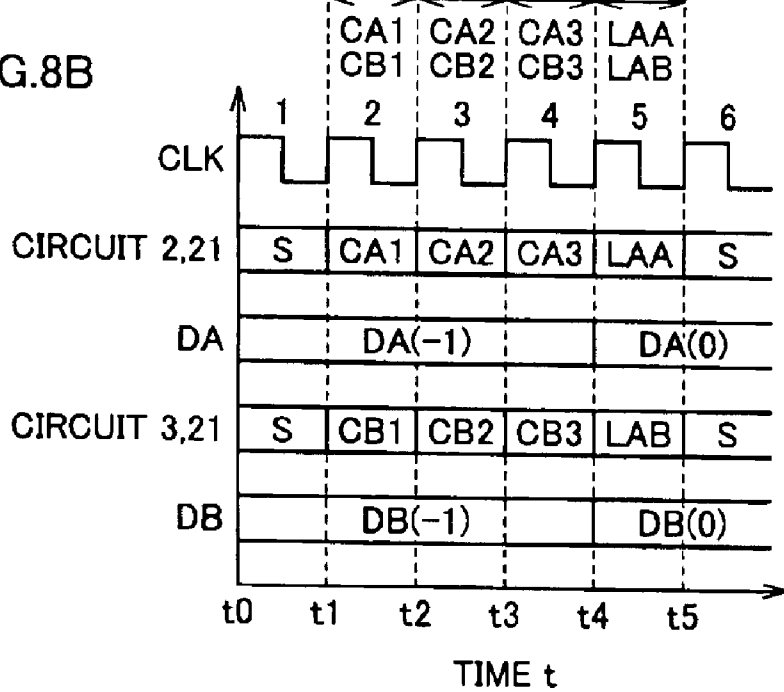 G.8B
CA1 CA2 CA3 LAA
CB1 CB2 CB3 LAB
1 2 3 4 5 6
CLK
CIRCUIT 2,21 S CA1 CA2 CA3 LAA S
DA DA(-1) DA(0)
CIRCUIT 3,21 S CB1 CB2 CB3 LAB S
DB DB(-1) DB(0)
t0 t1 t2 t3 t4 t5
TIME t